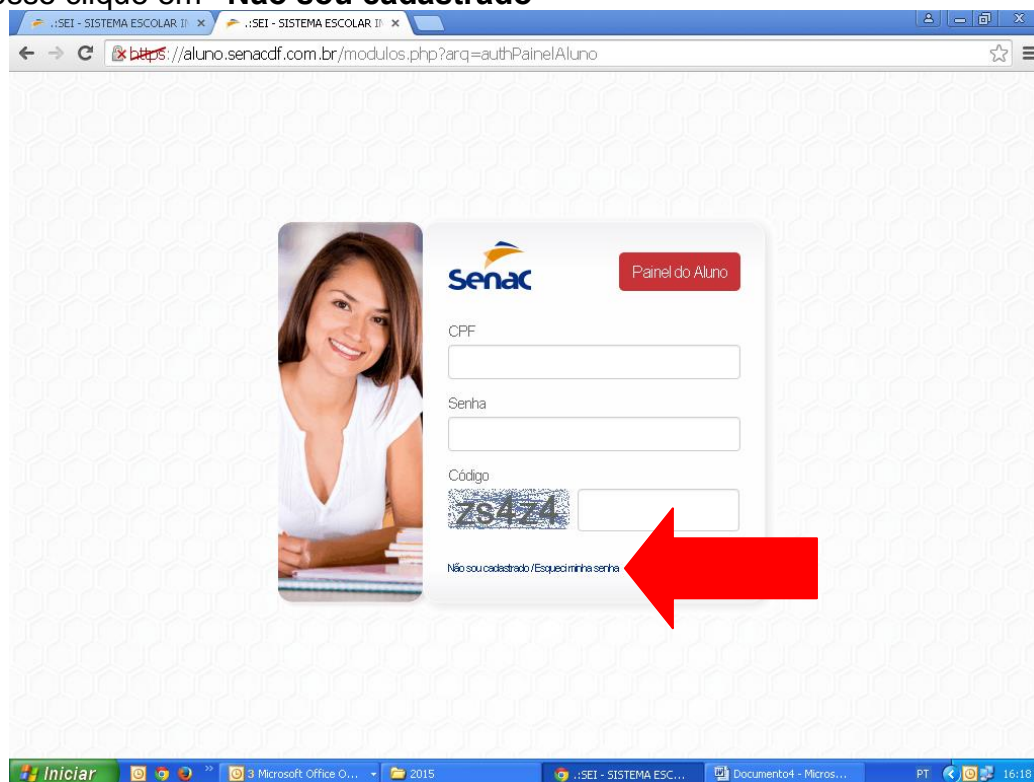 clique em "Não sou cadastrado"
.:SEI - SISTEMA ESCOLAR IN
.:SEI - SISTEMA ESCOLAR IN
https://aluno.senacdf.com.br/modulos.php?arq=authPainelAluno
senac
Painel do Aluno
CPF
Senha
Código
zs4z4
Não sou cadastrado / Esqueci minha senha
Iniciar
3 Microsoft Office O...
2015
.:SEI - SISTEMA ESC...
Documento4 - Micros...
PT
16:18